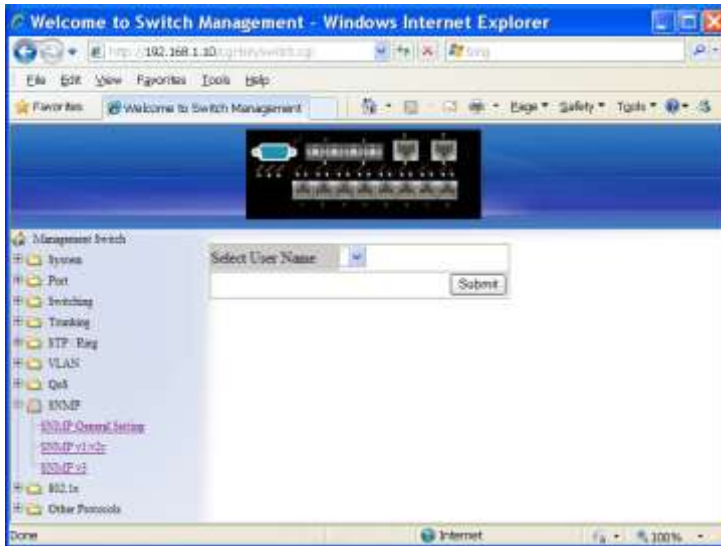 Welcome to Switch Management - Windows Internet Explorer
http://192.168.1.10
bing
File Edit View Favorites Tools Help
Favorites Welcome to Switch Management Page Safety Tools
Management Switch
System
Port
Switching
Trunking
STP Ring
VLAN
QoS
SNMP
SNMP General Setting
SNMP v1/v2c
SNMP v3
802.1x
Other Protocols
Select User Name
Submit
Done Internet 100%